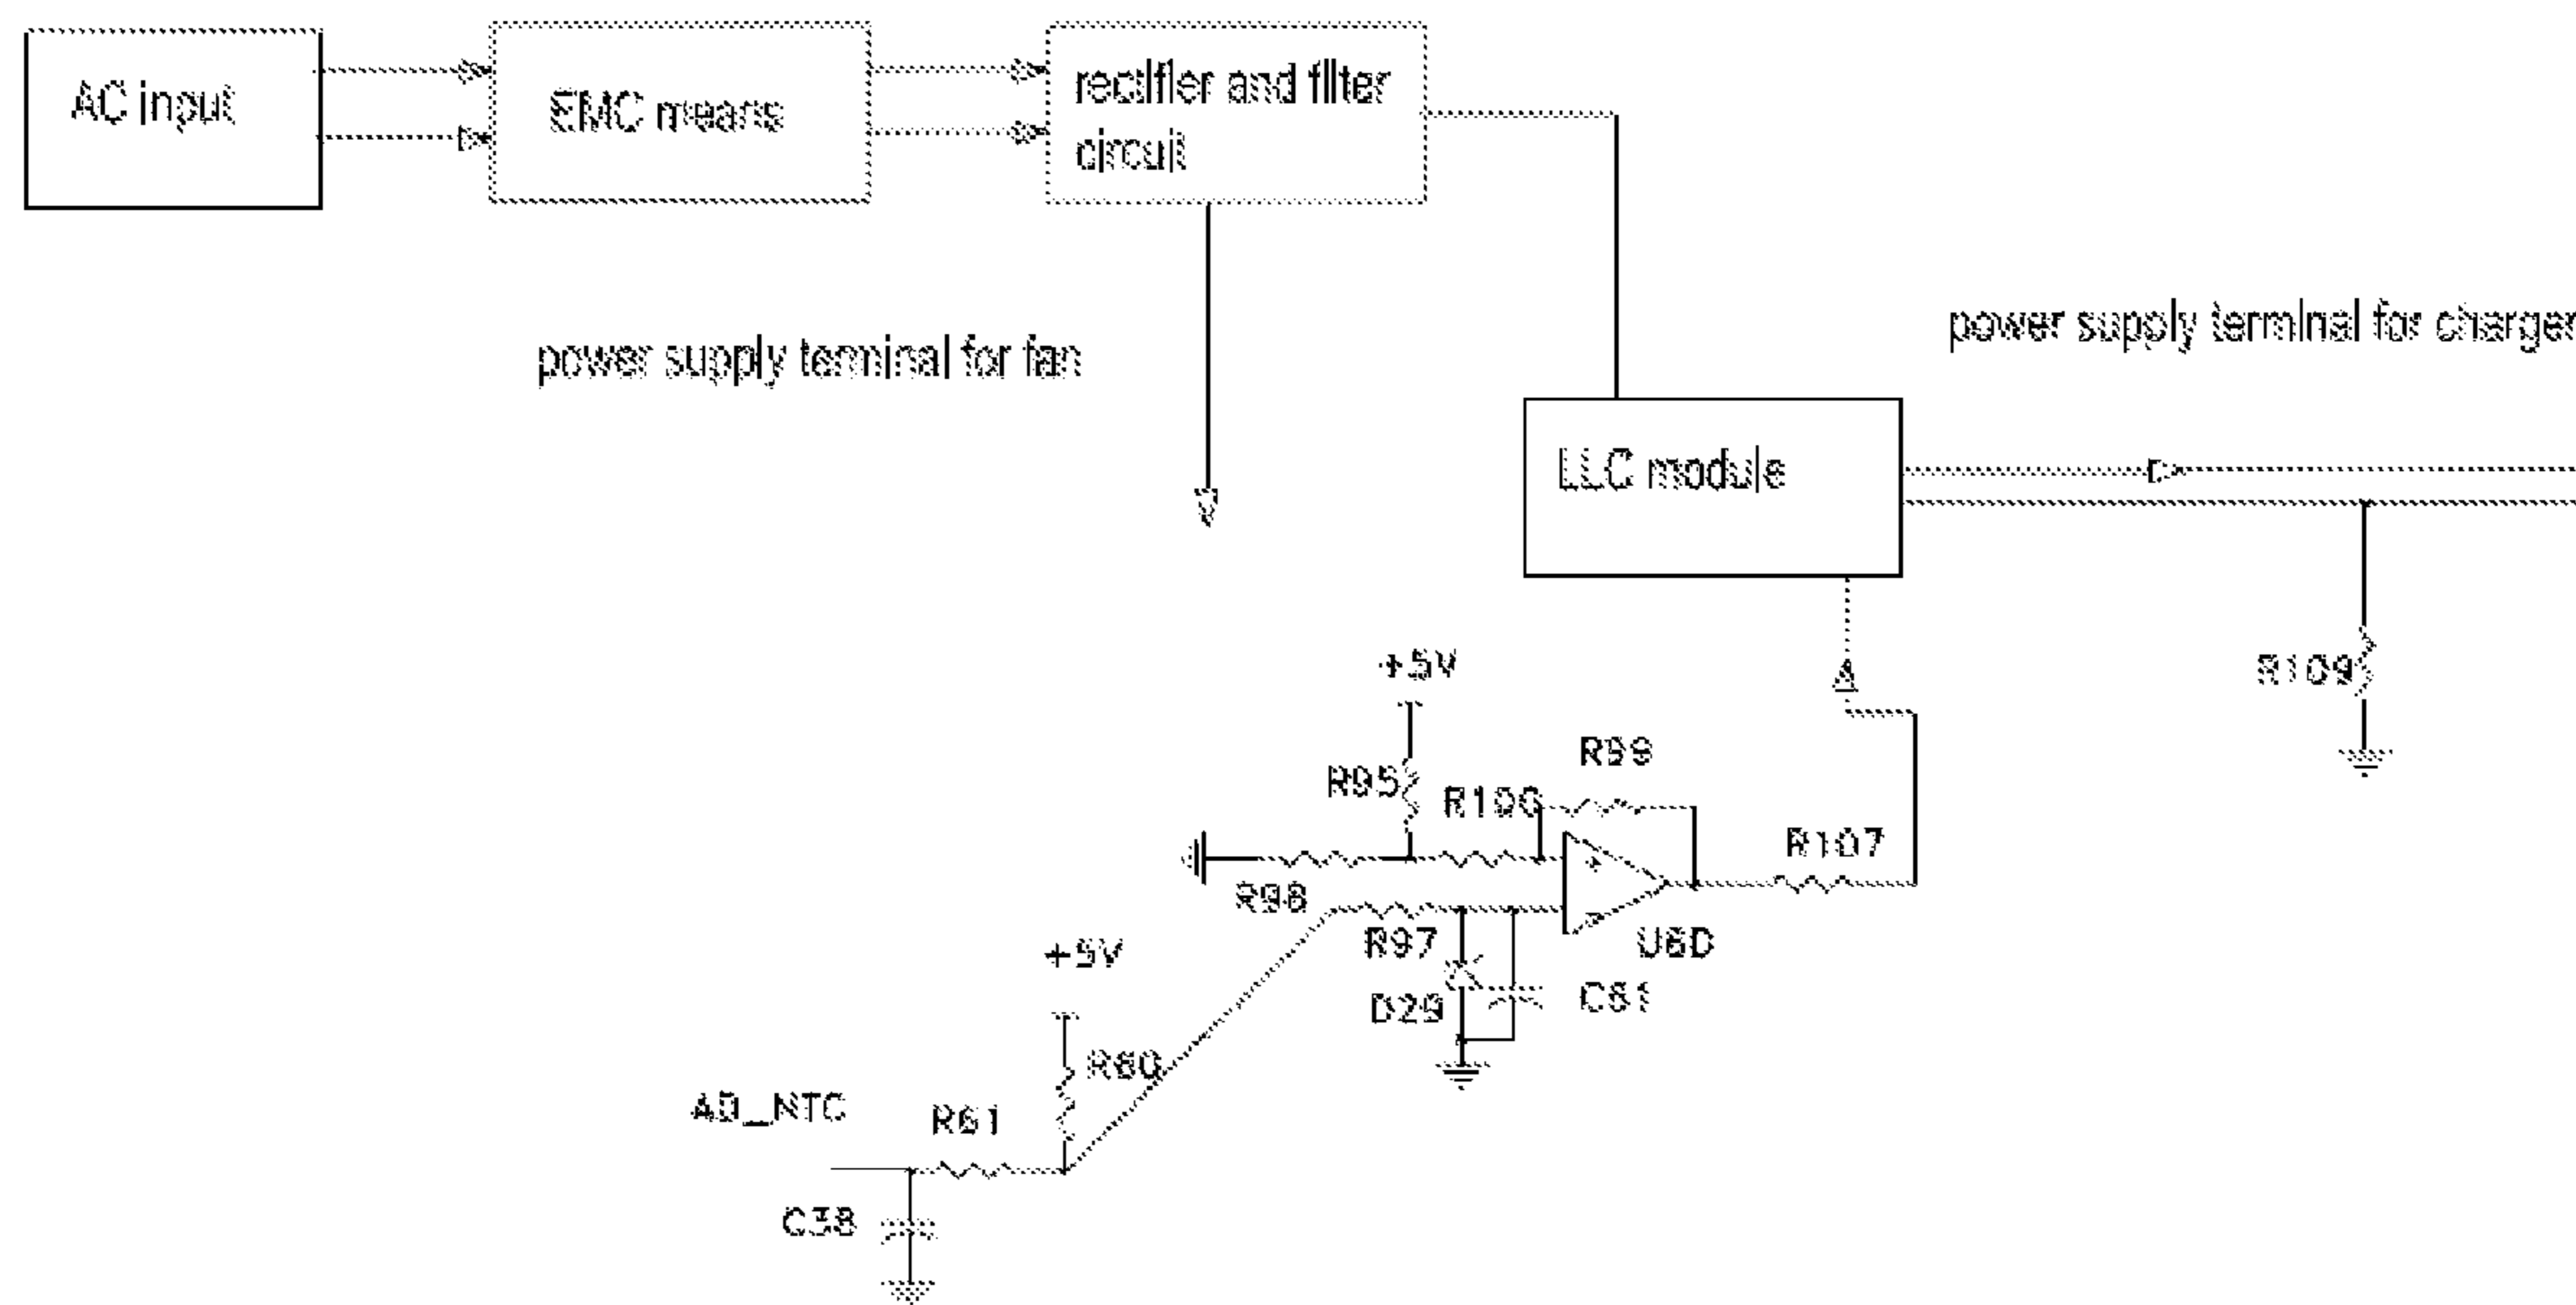 AC input
EMC means
rectifier and filter
circuit
power supply terminal for fan
power supply terminal for charger
LLC module
R109
+5V
R99
R95
R100
R107
R98
R97
U6D
+5V
D29
C61
R60
AD_NTC
R61
C38